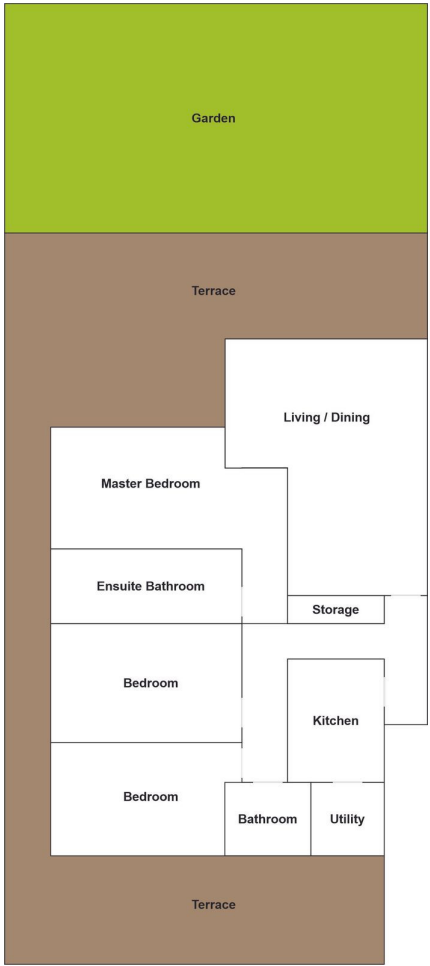 Garden
Terrace
Living / Dining
Master Bedroom
Ensuite Bathroom
Storage
Bedroom
Kitchen
Bedroom
Bathroom
Utility
Terrace